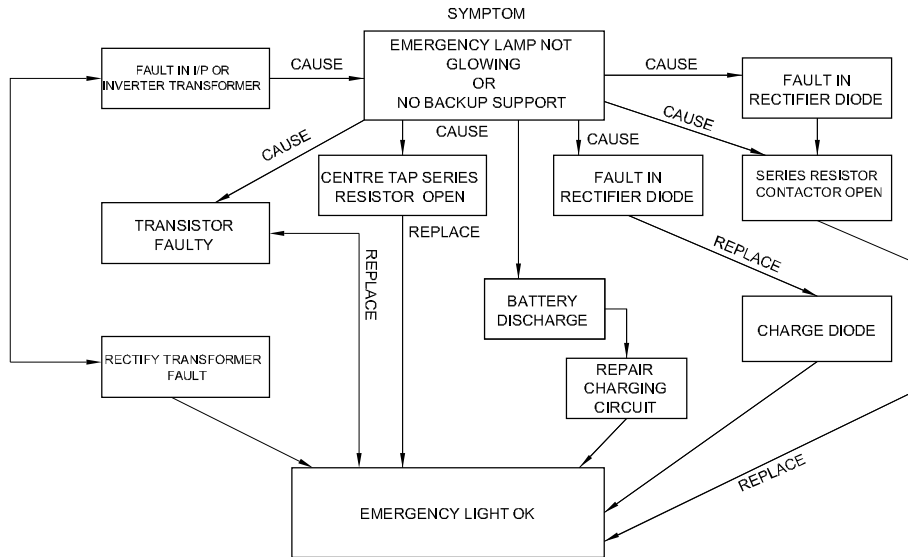 SYMPTOM
FAULT IN I/P OR
INVERTER TRANSFORMER
CAUSE
EMERGENCY LAMP NOT
GLOWING
OR
NO BACKUP SUPPORT
CAUSE
FAULT IN
RECTIFIER DIODE
CAUSE
CAUSE
CAUSE
CAUSE
CENTRE TAP SERIES
RESISTOR OPEN
FAULT IN
RECTIFIER DIODE
SERIES RESISTOR
CONTACTOR OPEN
TRANSISTOR
FAULTY
REPLACE
REPLACE
REPLACE
BATTERY
DISCHARGE
CHARGE DIODE
RECTIFY TRANSFORMER
FAULT
REPAIR
CHARGING
CIRCUIT
REPLACE
EMERGENCY LIGHT OK